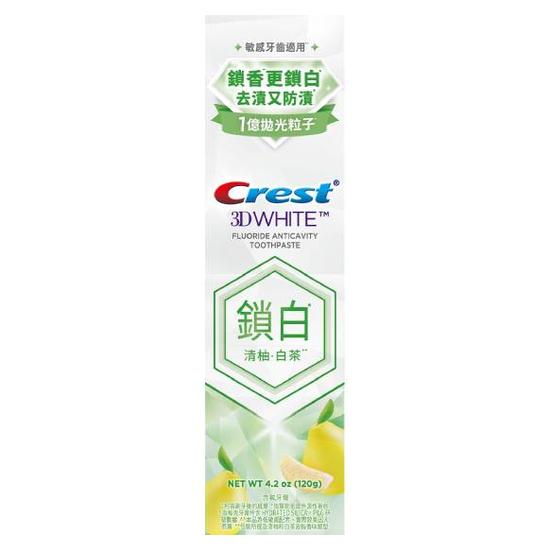 敏感牙齒適用**
鎖香ˆ更鎖白*
去漬又防漬*
1億拋光粒子^
Crest®
3DWHITE™
FLUORIDE ANTICAVITY
TOOTHPASTE
鎖白*
清柚·白茶^^
NET WT 4.2 oz (120g)
含氟牙膏